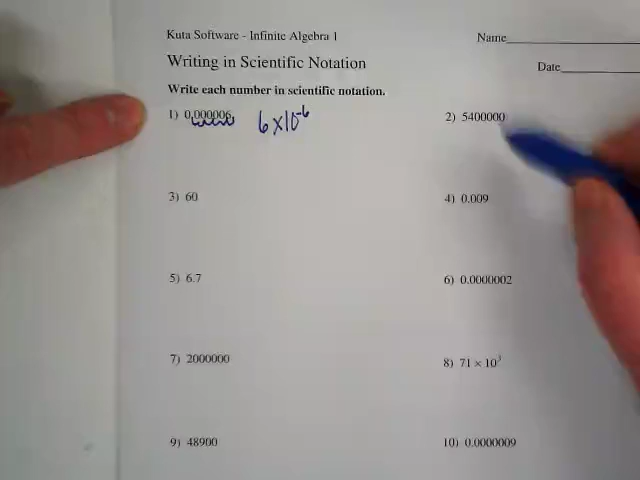 Kuta Software - Infinite Algebra 1
Name
Writing in Scientific Notation
Date
Write each number in scientific notation.
1) 0.000006 6×10⁻⁶
2) 5400000
3) 60
4) 0.009
5) 6.7
6) 0.0000002
7) 2000000
8) 71 × 10³
9) 48900
10) 0.0000009